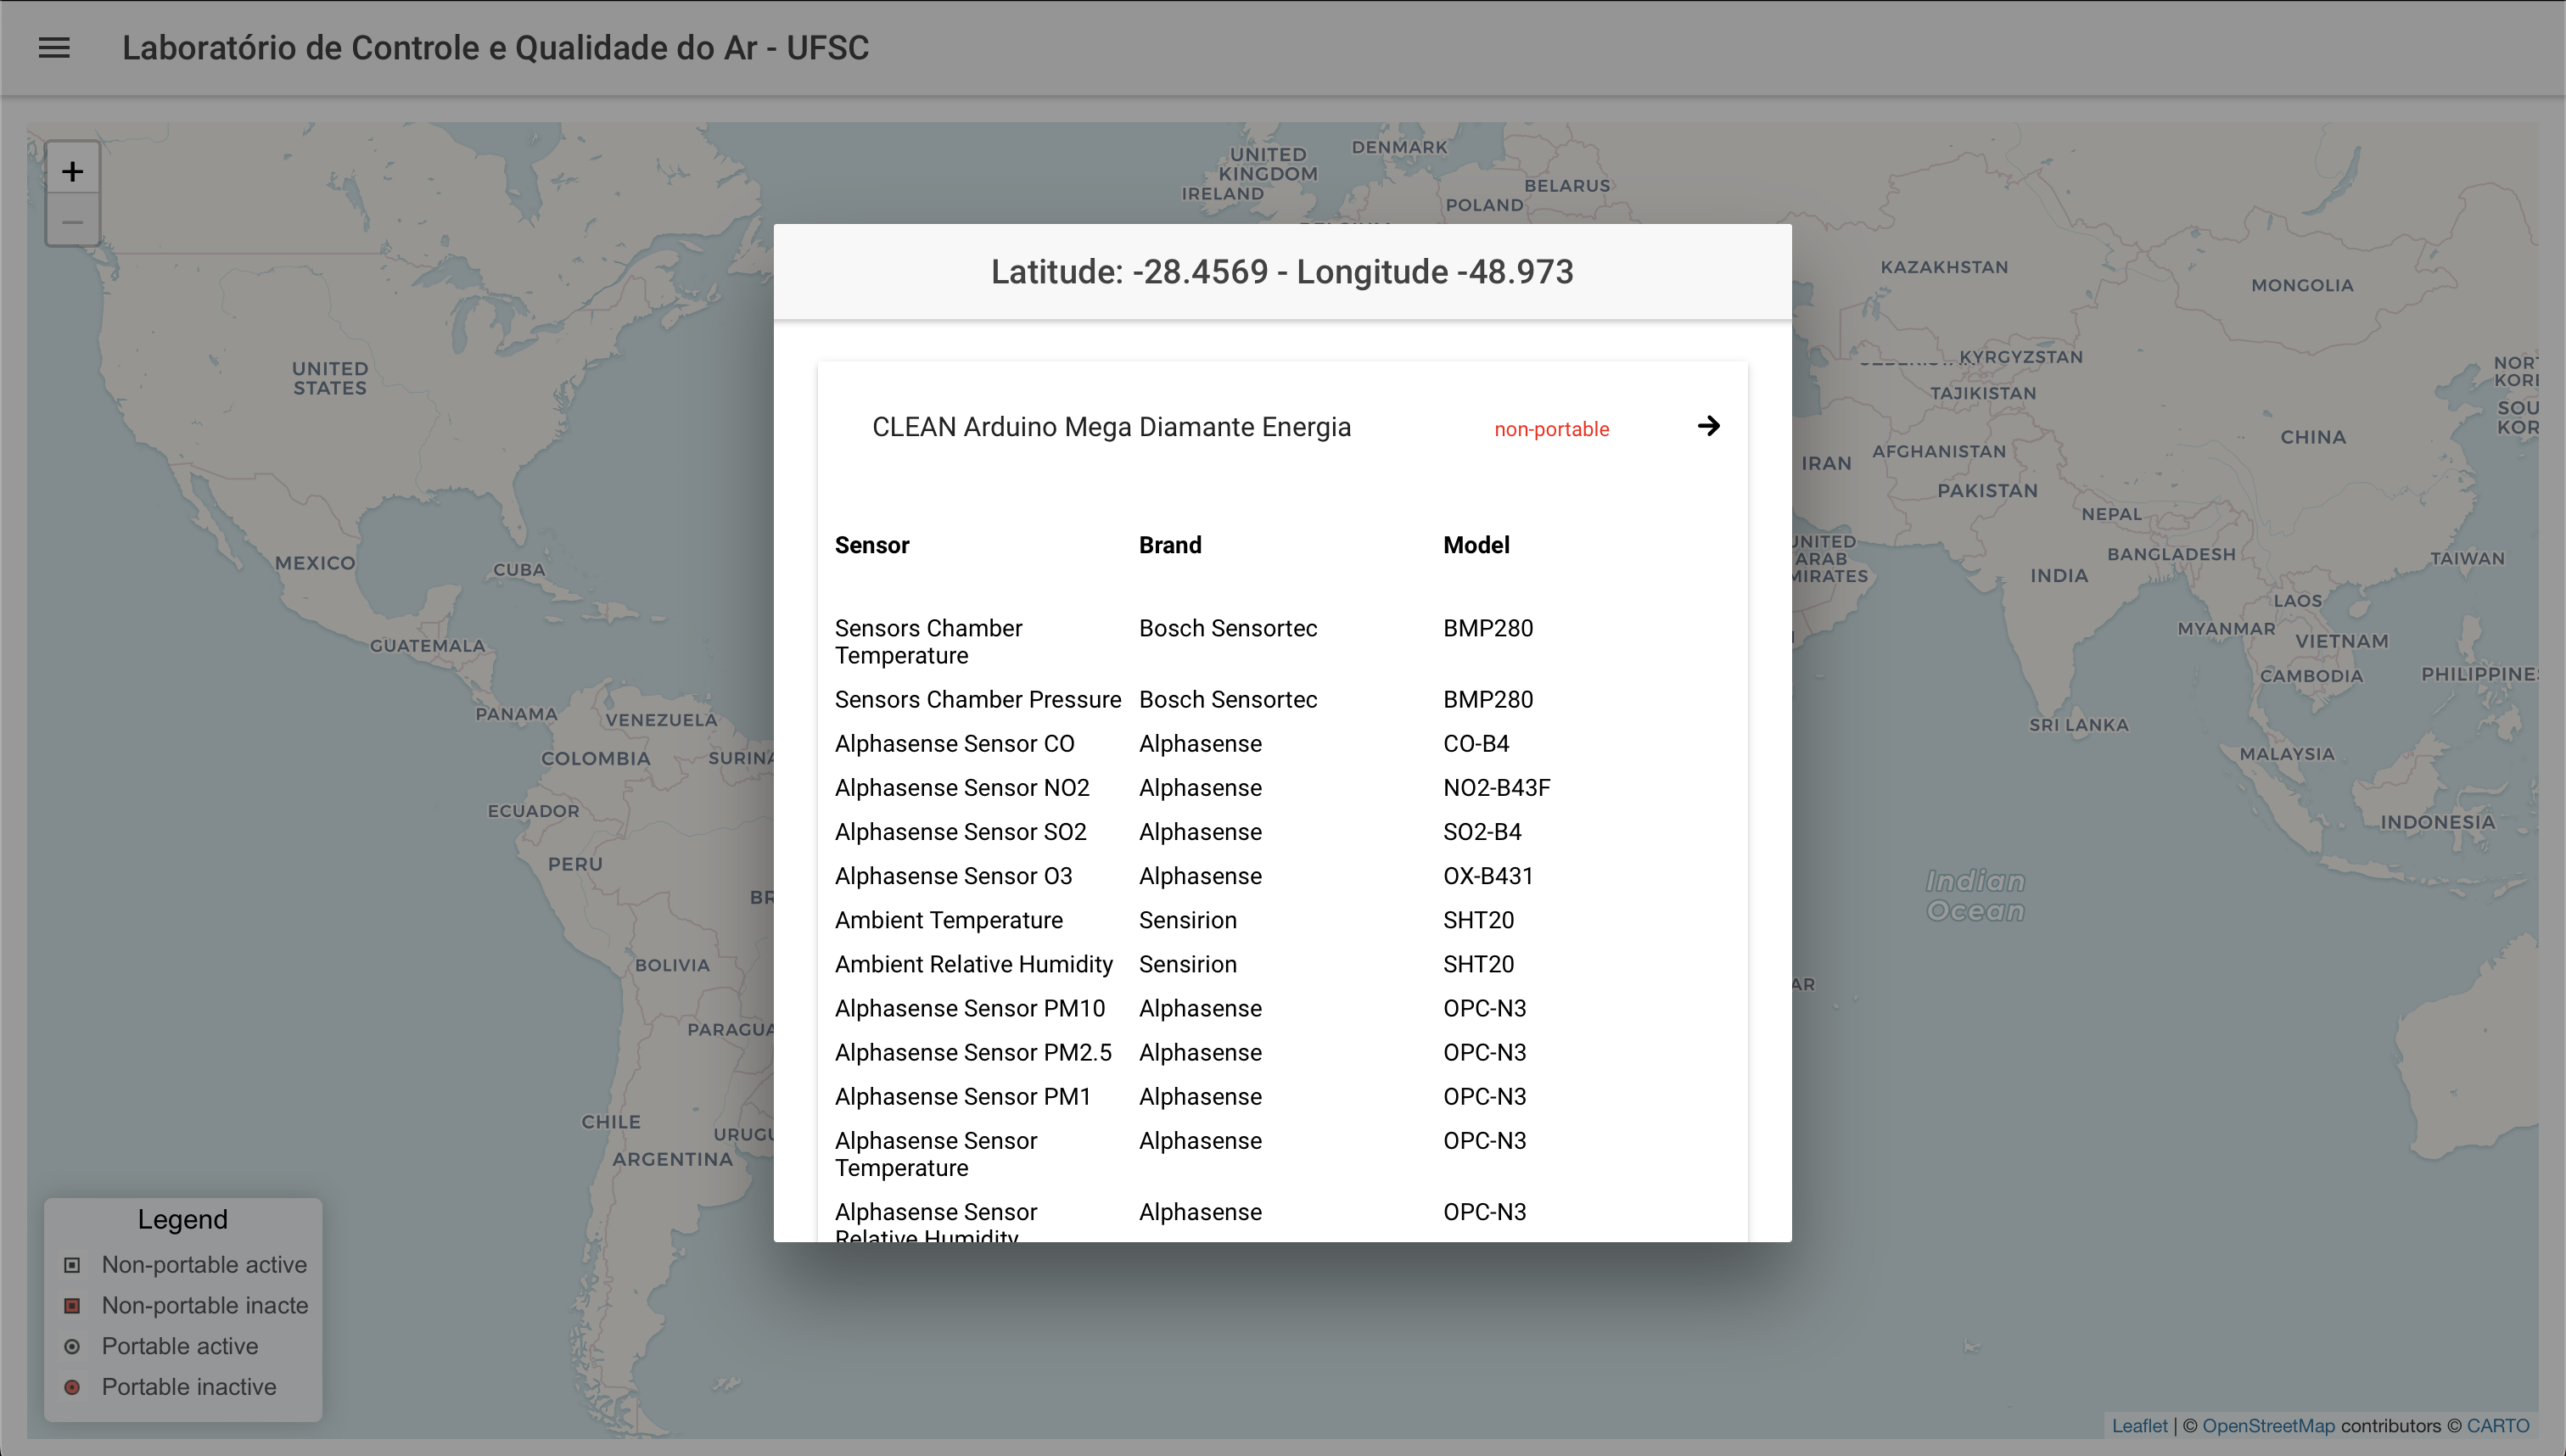 Laboratório de Controle e Qualidade do Ar - UFSC
+
−
UNITED
KINGDOM
IRELAND
DENMARK
BELARUS
POLAND
KAZAKHSTAN
MONGOLIA
KYRGYZSTAN
TAJIKISTAN
NOR
KOR
SOU
KOR
CHINA
AFGHANISTAN
IRAN
PAKISTAN
NEPAL
BANGLADESH
TAIWAN
UNITED
ARAB
MIRATES
INDIA
LAOS
MYANMAR
VIETNAM
CAMBODIA
PHILIPPINES
SRI LANKA
MALAYSIA
INDONESIA
Indian
Ocean
AR
UNITED
STATES
MEXICO
CUBA
GUATEMALA
PANAMA
VENEZUELA
COLOMBIA
SURINA
ECUADOR
PERU
BR
BOLIVIA
PARAGUA
CHILE
URUGU
ARGENTINA
Latitude: -28.4569 - Longitude -48.973
CLEAN Arduino Mega Diamante Energia non-portable
Sensor Brand Model
Sensors Chamber Bosch Sensortec BMP280
Temperature
Sensors Chamber Pressure Bosch Sensortec BMP280
Alphasense Sensor CO Alphasense CO-B4
Alphasense Sensor NO2 Alphasense NO2-B43F
Alphasense Sensor SO2 Alphasense SO2-B4
Alphasense Sensor O3 Alphasense OX-B431
Ambient Temperature Sensirion SHT20
Ambient Relative Humidity Sensirion SHT20
Alphasense Sensor PM10 Alphasense OPC-N3
Alphasense Sensor PM2.5 Alphasense OPC-N3
Alphasense Sensor PM1 Alphasense OPC-N3
Alphasense Sensor Alphasense OPC-N3
Temperature
Alphasense Sensor Alphasense OPC-N3
Relative Humidity
Legend
Non-portable active
Non-portable inacte
Portable active
Portable inactive
Leaflet | © OpenStreetMap contributors © CARTO